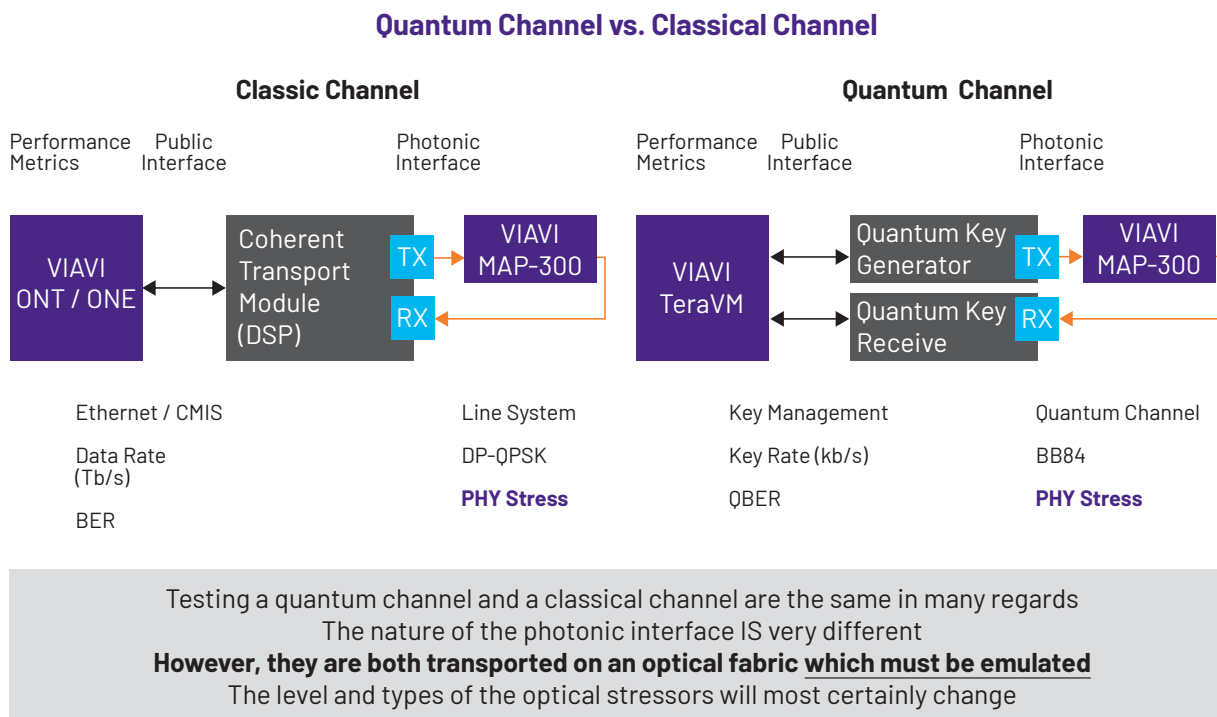 Quantum Channel vs. Classical Channel
Classic Channel
Performance
Metrics
Public
Interface
Photonic
Interface
VIAVI
ONT / ONE
Coherent
Transport
Module
(DSP)
TX
RX
VIAVI
MAP-300
Ethernet / CMIS
Data Rate
(Tb/s)
BER
Line System
DP-QPSK
PHY Stress
Quantum Channel
Performance
Metrics
Public
Interface
Photonic
Interface
VIAVI
TeraVM
Quantum Key
Generator
TX
Quantum Key
Receive
RX
VIAVI
MAP-300
Key Management
Key Rate (kb/s)
QBER
Quantum Channel
BB84
PHY Stress
Testing a quantum channel and a classical channel are the same in many regards
The nature of the photonic interface IS very different
However, they are both transported on an optical fabric which must be emulated
The level and types of the optical stressors will most certainly change